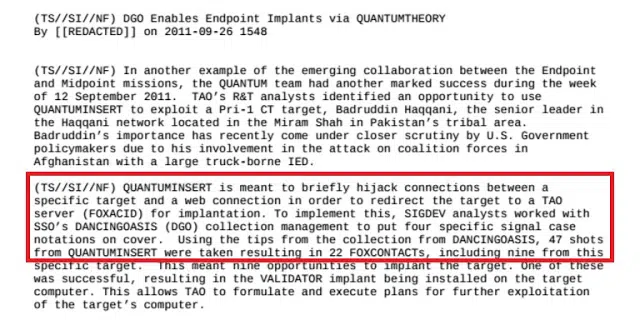 (TS//SI//NF) DGO Enables Endpoint Implants via QUANTUMTHEORY
By [[REDACTED]] on 2011-09-26 1548
(TS//SI//NF) In another example of the emerging collaboration between the Endpoint
and Midpoint missions, the QUANTUM team had another marked success during the week
of 12 September 2011. TAO's R&T analysts identified an opportunity to use
QUANTUMINSERT to exploit a Pri-1 CT target, Badruddin Haqqani, the senior leader in
the Haqqani network located in the Miram Shah in Pakistan's tribal area.
Badruddin's importance has recently come under closer scrutiny by U.S. Government
policymakers due to his involvement in the attack on coalition forces in
Afghanistan with a large truck-borne IED.
(TS//SI//NF) QUANTUMINSERT is meant to briefly hijack connections between a
specific target and a web connection in order to redirect the target to a TAO
server (FOXACID) for implantation. To implement this, SIGDEV analysts worked with
SSO's DANCINGOASIS (DGO) collection management to put four specific signal case
notations on cover. Using the tips from the collection from DANCINGOASIS, 47 shots
from QUANTUMINSERT were taken resulting in 22 FOXCONTACTs, including nine from this
specific target. This meant nine opportunities to implant the target. One of these
was successful, resulting in the VALIDATOR implant being installed on the target
computer. This allows TAO to formulate and execute plans for further exploitation
of the target's computer.